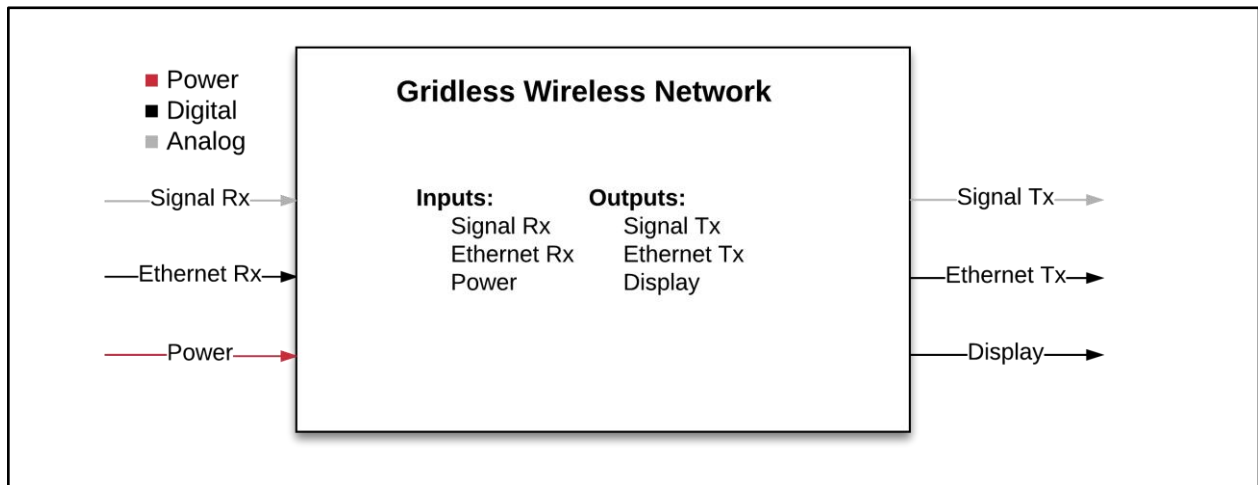 Power
Digital
Analog
Gridless Wireless Network
Signal Rx
Ethernet Rx
Power
Inputs:
Signal Rx
Ethernet Rx
Power
Outputs:
Signal Tx
Ethernet Tx
Display
Signal Tx
Ethernet Tx
Display